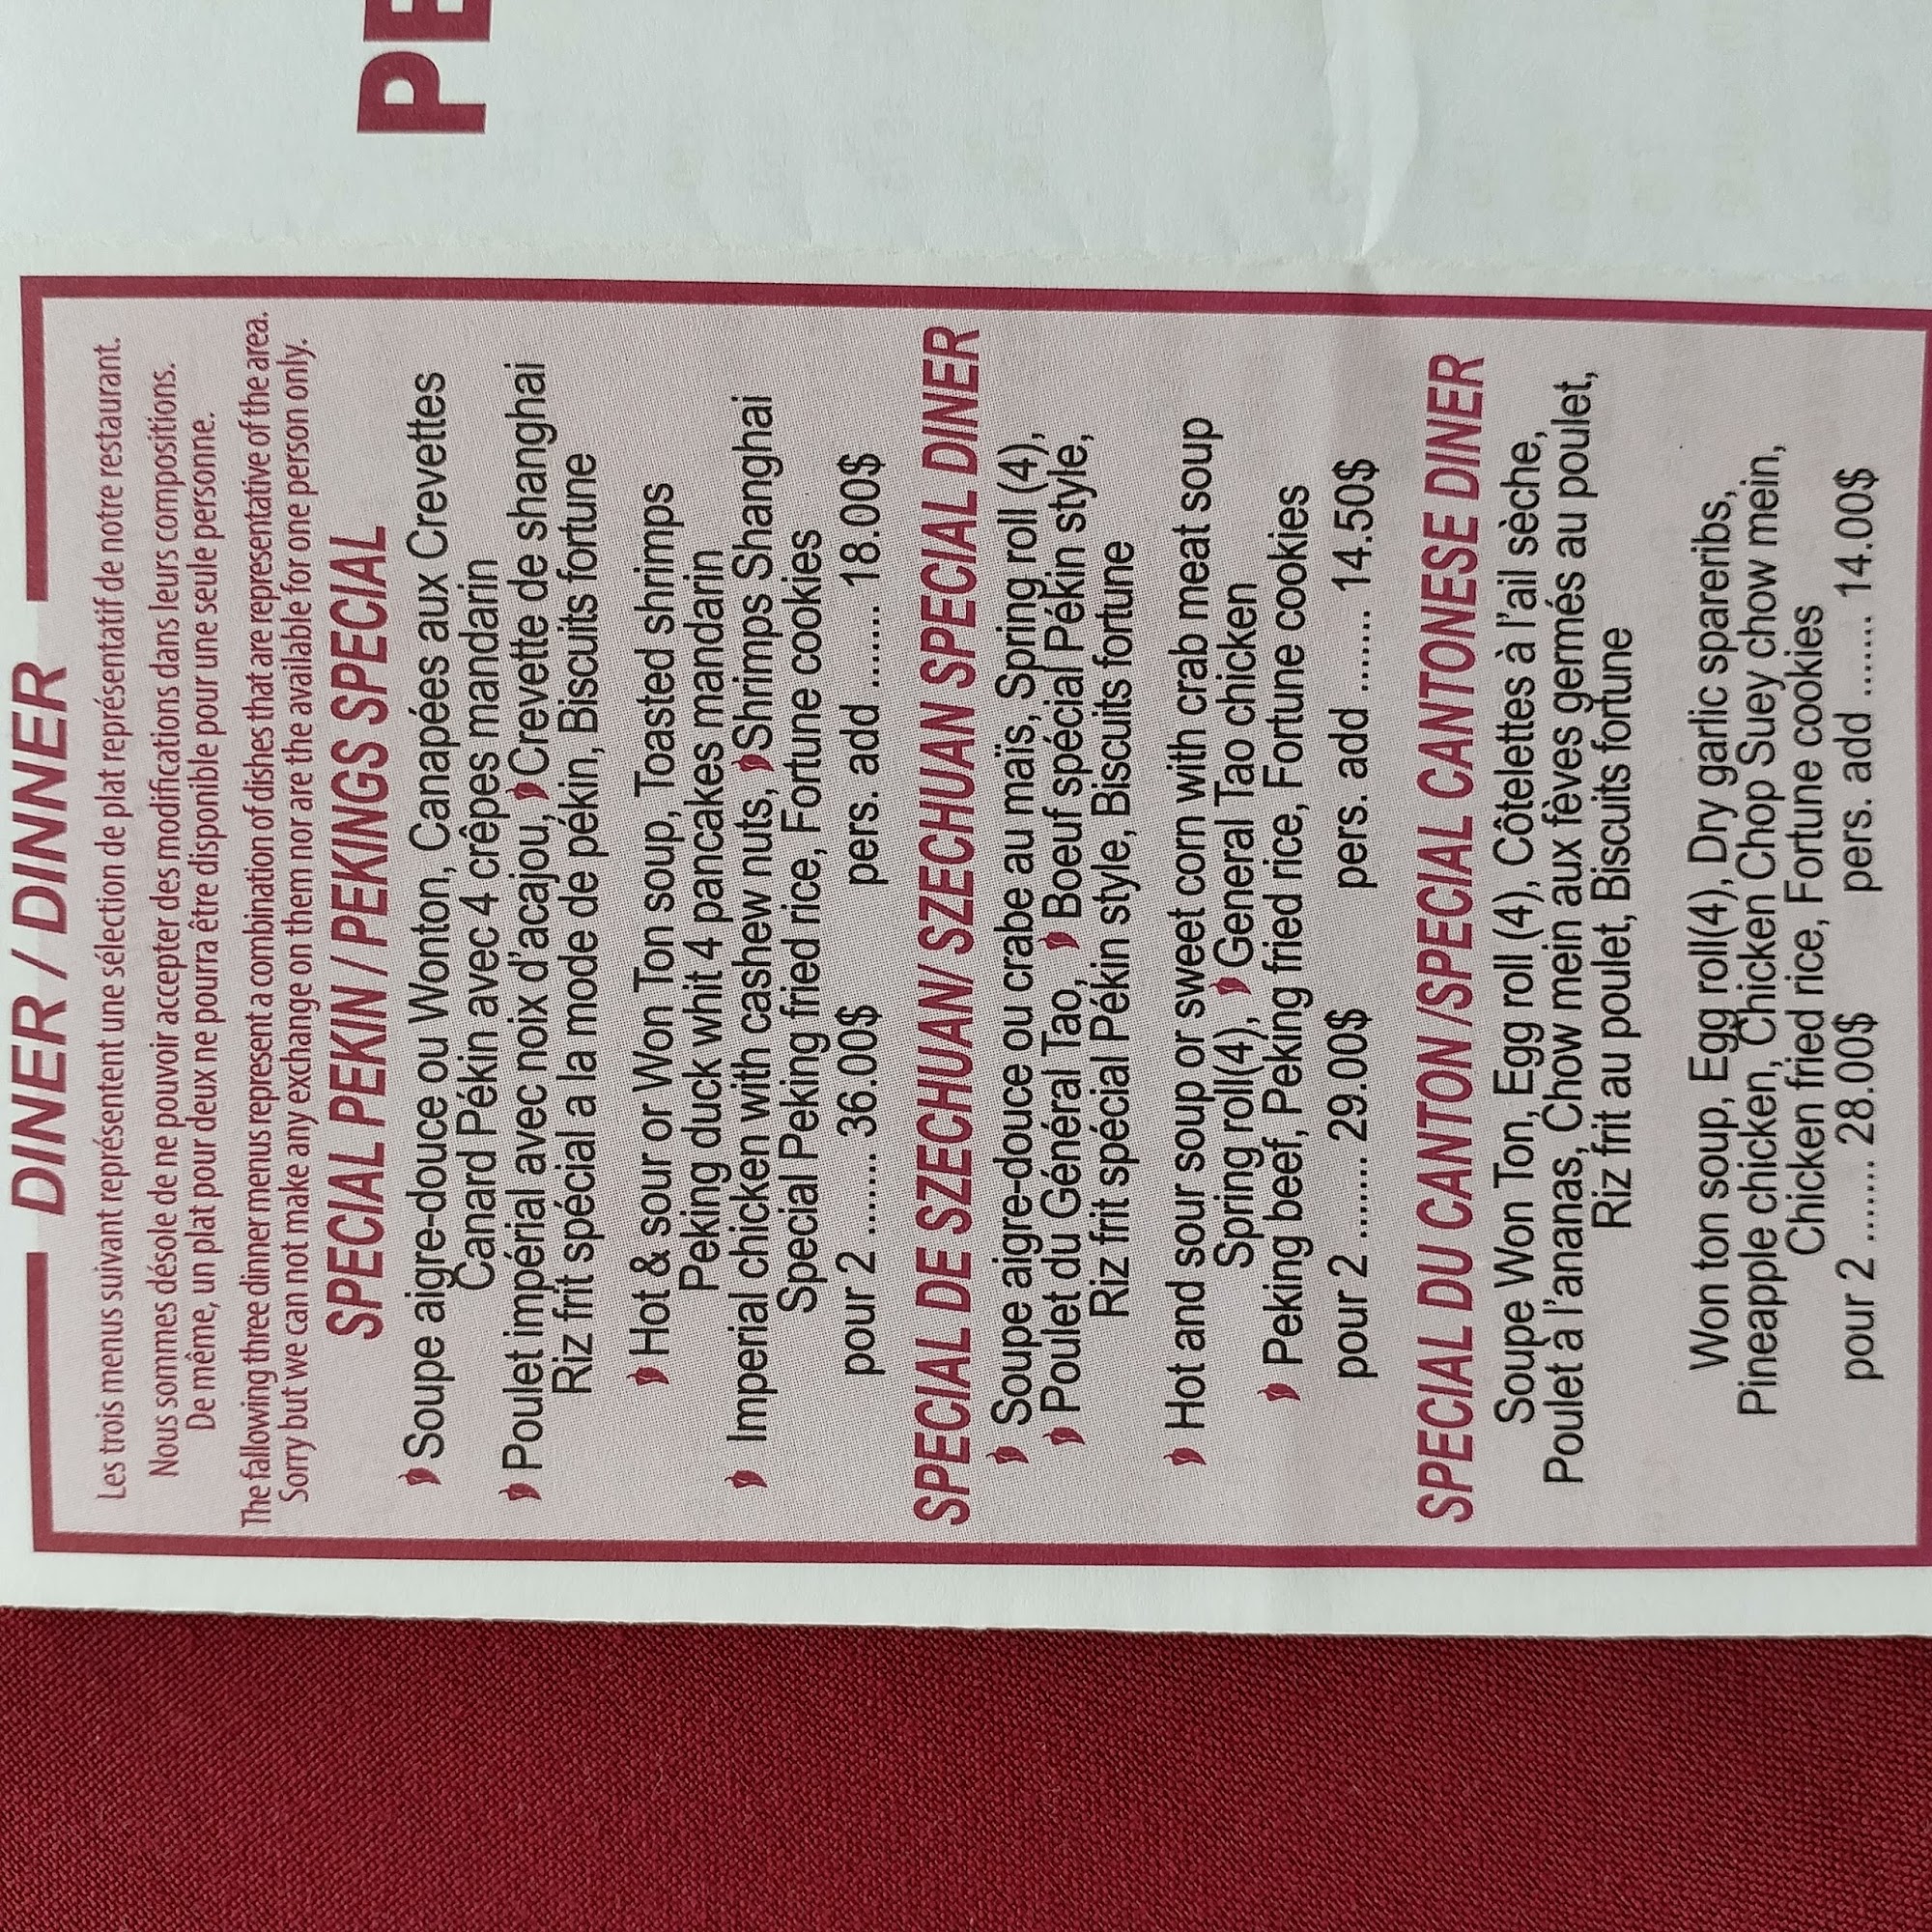 DINER / DINNER
Les trois menus suivant représentent une sélection de plat représentatif de notre restaurant.
Nous sommes désole de ne pouvoir accepter des modifications dans leurs compositions.
De même, un plat pour deux ne pourra être disponible pour une seule personne.
The fallowing three dinner menus represent a combination of dishes that are representative of the area.
Sorry but we can not make any exchange on them nor are the available for one person only.
SPECIAL PEKIN / PEKINGS SPECIAL
Soupe aigre-douce ou Wonton, Canapées aux Crevettes
Canard Pékin avec 4 crêpes mandarin
Poulet impérial avec noix d'acajou, Crevette de shanghai
Riz frit spécial a la mode de pékin, Biscuits fortune
Hot & sour or Won Ton soup, Toasted shrimps
Peking duck whit 4 pancakes mandarin
Imperial chicken with cashew nuts, Shrimps Shanghai
Special Peking fried rice, Fortune cookies
pour 2 ........ 36.00$ pers. add ........ 18.00$
SPECIAL DE SZECHUAN/ SZECHUAN SPECIAL DINER
Soupe aigre-douce ou crabe au maïs, Spring roll (4),
Poulet du Général Tao, Boeuf spécial Pékin style,
Riz frit spécial Pékin style, Biscuits fortune
Hot and sour soup or sweet corn with crab meat soup
Spring roll(4), General Tao chicken
Peking beef, Peking fried rice, Fortune cookies
pour 2 ........ 29.00$ pers. add ........ 14.50$
SPECIAL DU CANTON /SPECIAL CANTONESE DINER
Soupe Won Ton, Egg roll (4), Côtelettes à l'ail sèche,
Poulet à l'ananas, Chow mein aux fèves germés au poulet,
Riz frit au poulet, Biscuits fortune
Won ton soup, Egg roll(4), Dry garlic spareribs,
Pineapple chicken, Chicken Chop Suey chow mein,
Chicken fried rice, Fortune cookies
pour 2 ........ 28.00$ pers. add ....... 14.00$